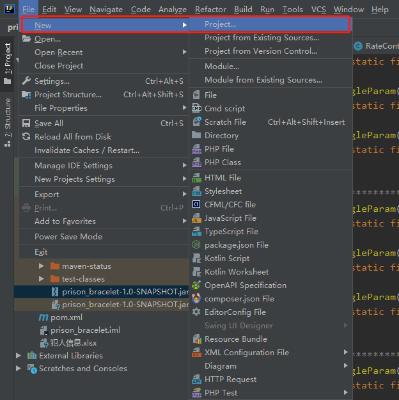 File Edit View Navigate Code Analyze Refactor Build Run Tools VCS Window Help
pri
New
Open...
Open Recent
Close Project
Settings... Ctrl+Alt+S
Project Structure... Ctrl+Alt+Shift+S
File Properties
Save All Ctrl+S
Reload All from Disk
Invalidate Caches / Restart...
Manage IDE Settings
New Projects Settings
Export
Print... Ctrl+P
Power Save Mode
Exit
Project...
Project from Existing Sources...
Project from Version Control...
Module...
Module from Existing Sources...
File
Cmd script
Scratch File Ctrl+Alt+Shift+Insert
Directory
PHP File
PHP Class
HTML File
Stylesheet
CFML/CFC file
JavaScript File
TypeScript File
package.json File
Kotlin Script
Kotlin Worksheet
OpenAPI Specification
composer.json File
EditorConfig File
Swing UI Designer
Resource Bundle
XML Configuration File
Diagram
HTTP Request
PHP Test
1: Project
7: Structure
maven-status
test-classes
prison_bracelet-1.0-SNAPSHOT.jar
prison_bracelet-1.0-SNAPSHOT.jar
pom.xml
prison_bracelet.iml
犯人信息.xlsx
External Libraries
Scratches and Consoles
RateCont
static fi
gleParam(
static fi
gleParam(
static fi
*********
gleParam(
static fi
gleParam(
static fi
*********
gleParam(
static fi